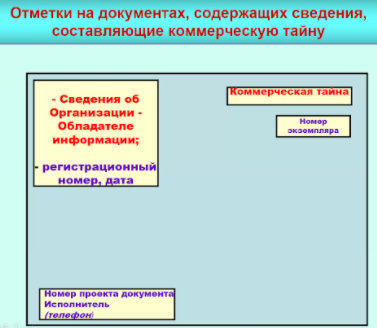 Отметки на документах, содержащих сведения,
составляющие коммерческую тайну
- Сведения об
Организации -
Обладателе
информации;
- регистрационный
номер, дата
Коммерческая тайна
Номер
экземпляра
Номер проекта документа
Исполнитель
(телефон)